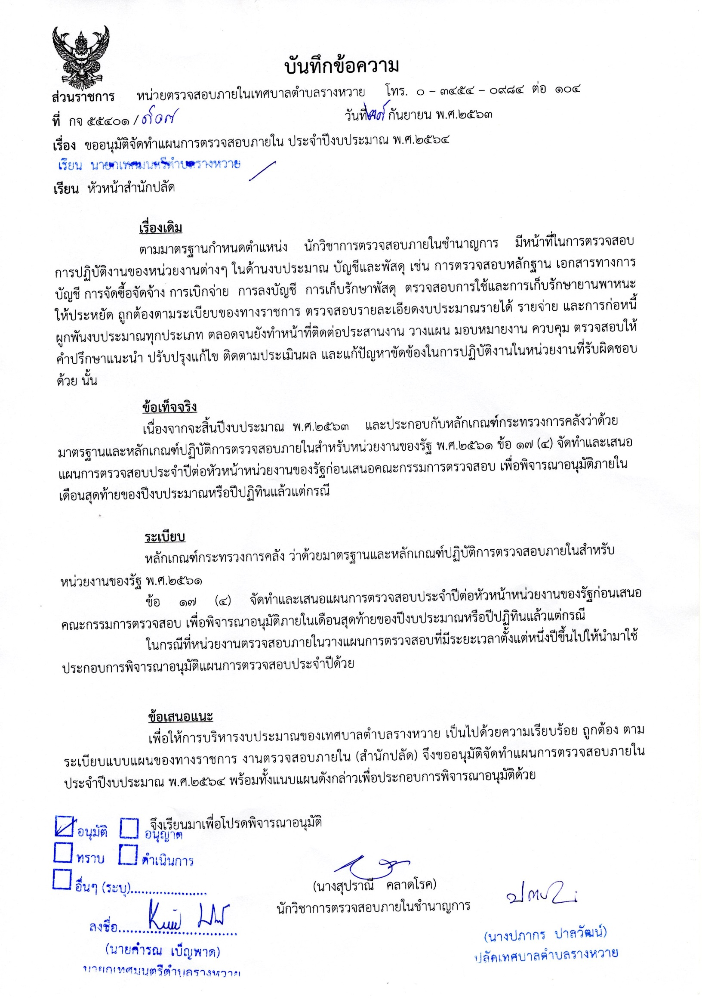 บันทึกข้อความ
ส่วนราชการ หน่วยตรวจสอบภายในเทศบาลตำบลรางหวาย โทร. ๐ – ๓๔๕๔ – ๐๙๘๔ ต่อ ๑๐๔
ที่ กจ ๕๕๔๐๑ / วันที่ กันยายน พ.ศ.๒๕๖๓
เรื่อง ขออนุมัติจัดทำแผนการตรวจสอบภายใน ประจำปีงบประมาณ พ.ศ.๒๕๖๔
เรียน นายกเทศมนตรีตำบลรางหวาย
เรียน หัวหน้าสำนักปลัด
เรื่องเดิม
ตามมาตรฐานกำหนดตำแหน่ง นักวิชาการตรวจสอบภายในชำนาญการ มีหน้าที่ในการตรวจสอบ
การปฏิบัติงานของหน่วยงานต่างๆ ในด้านงบประมาณ บัญชีและพัสดุ เช่น การตรวจสอบหลักฐาน เอกสารทางการ
บัญชี การจัดซื้อจัดจ้าง การเบิกจ่าย การลงบัญชี การเก็บรักษาพัสดุ ตรวจสอบการใช้และการเก็บรักษายานพาหนะ
ให้ประหยัด ถูกต้องตามระเบียบของทางราชการ ตรวจสอบรายละเอียดงบประมาณรายได้ รายจ่าย และการก่อหนี้
ผูกพันงบประมาณทุกประเภท ตลอดจนยังทำหน้าที่ติดต่อประสานงาน วางแผน มอบหมายงาน ควบคุม ตรวจสอบให้
คำปรึกษาแนะนำ ปรับปรุงแก้ไข ติดตามประเมินผล และแก้ปัญหาขัดข้องในการปฏิบัติงานในหน่วยงานที่รับผิดชอบ
ด้วย นั้น
ข้อเท็จจริง
เนื่องจากจะสิ้นปีงบประมาณ พ.ศ.๒๕๖๓ และประกอบกับหลักเกณฑ์กระทรวงการคลังว่าด้วย
มาตรฐานและหลักเกณฑ์ปฏิบัติการตรวจสอบภายในสำหรับหน่วยงานของรัฐ พ.ศ.๒๕๖๑ ข้อ ๑๗ (๔) จัดทำและเสนอ
แผนการตรวจสอบประจำปีต่อหัวหน้าหน่วยงานของรัฐก่อนเสนอคณะกรรมการตรวจสอบ เพื่อพิจารณาอนุมัติภายใน
เดือนสุดท้ายของปีงบประมาณหรือปีปฏิทินแล้วแต่กรณี
ระเบียบ
หลักเกณฑ์กระทรวงการคลัง ว่าด้วยมาตรฐานและหลักเกณฑ์ปฏิบัติการตรวจสอบภายในสำหรับ
หน่วยงานของรัฐ พ.ศ.๒๕๖๑
ข้อ ๑๗ (๔) จัดทำและเสนอแผนการตรวจสอบประจำปีต่อหัวหน้าหน่วยงานของรัฐก่อนเสนอ
คณะกรรมการตรวจสอบ เพื่อพิจารณาอนุมัติภายในเดือนสุดท้ายของปีงบประมาณหรือปีปฏิทินแล้วแต่กรณี
ในกรณีที่หน่วยงานตรวจสอบภายในวางแผนการตรวจสอบที่มีระยะเวลาตั้งแต่หนึ่งปีขึ้นไปให้นำมาใช้
ประกอบการพิจารณาอนุมัติแผนการตรวจสอบประจำปีด้วย
ข้อเสนอแนะ
เพื่อให้การบริหารงบประมาณของเทศบาลตำบลรางหวาย เป็นไปด้วยความเรียบร้อย ถูกต้อง ตาม
ระเบียบแบบแผนของทางราชการ งานตรวจสอบภายใน (สำนักปลัด) จึงขออนุมัติจัดทำแผนการตรวจสอบภายใน
ประจำปีงบประมาณ พ.ศ.๒๕๖๔ พร้อมทั้งแนบแผนดังกล่าวเพื่อประกอบการพิจารณาอนุมัติด้วย
จึงเรียนมาเพื่อโปรดพิจารณาอนุมัติ
อนุมัติ อนุญาต
ทราบ ดำเนินการ
อื่นๆ (ระบุ)......................
(นางสุปราณี คลาดโรค)
นักวิชาการตรวจสอบภายในชำนาญการ
ลงชื่อ..................................
(นางปภากร ปาลวัฒน์)
ปลัดเทศบาลตำบลรางหวาย
(นายดำรณ เบ็ญพาด)
นายกเทศมนตรีตำบลรางหวาย